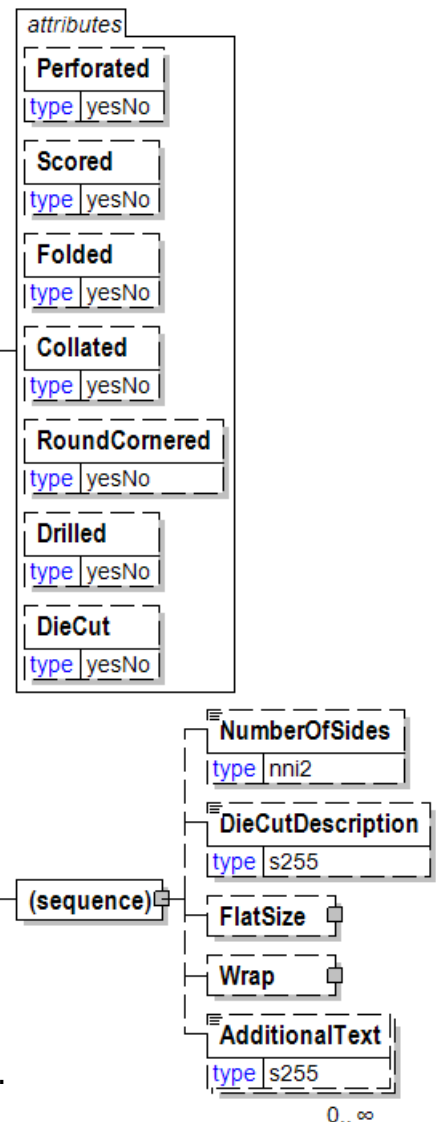 attributes
Perforated
type yesNo
Scored
type yesNo
Folded
type yesNo
Collated
type yesNo
RoundCornered
type yesNo
Drilled
type yesNo
DieCut
type yesNo
NumberOfSides
type nni2
DieCutDescription
type s255
(sequence)
FlatSize
Wrap
AdditionalText
type s255
.
0..∞